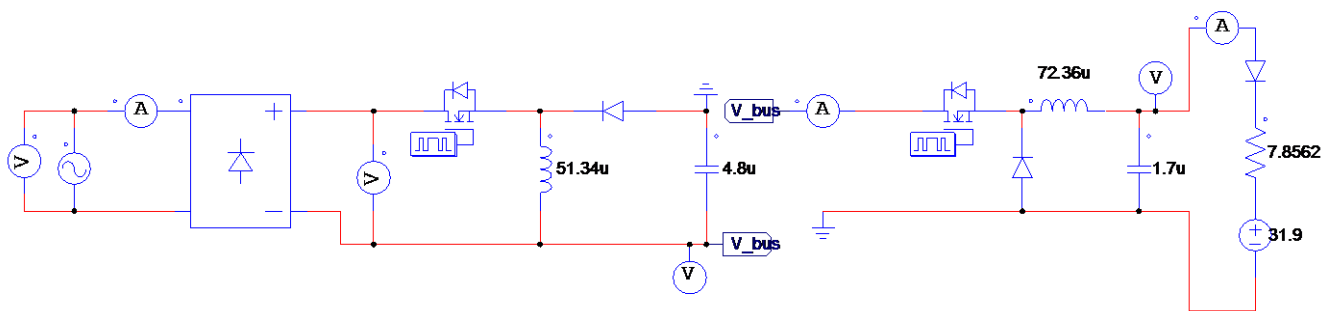 A
V
+
−
V
51.34u
4.8u
V_bus
V
V_bus
A
72.36u
V
A
1.7u
7.8562
+
−
31.9